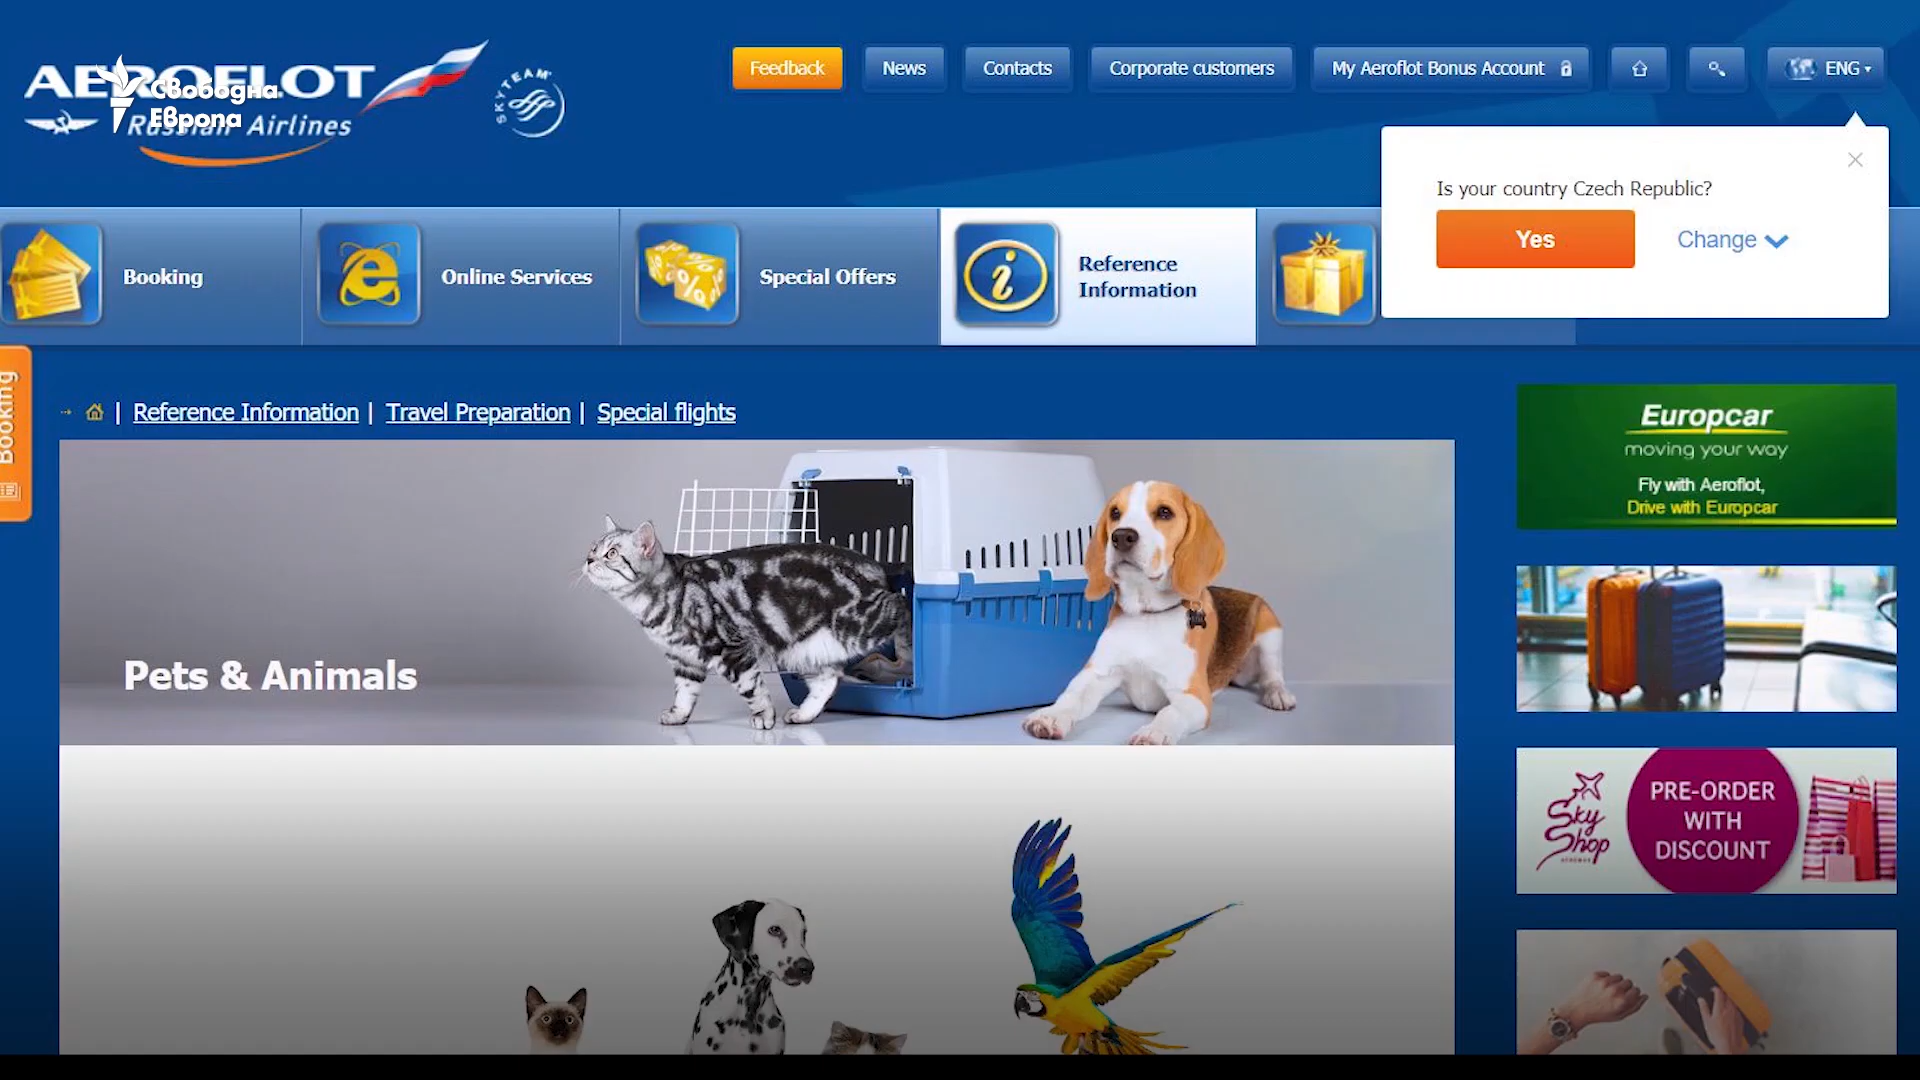 AEROFLOT
Russian Airlines
Свободна
Европа
SKYTEAM
Feedback
News
Contacts
Corporate customers
My Aeroflot Bonus Account
ENG
Is your country Czech Republic?
Yes
Change
Booking
Online Services
Special Offers
Reference
Information
Booking
| Reference Information | Travel Preparation | Special flights
Pets & Animals
Europcar
moving your way
Fly with Aeroflot,
Drive with Europcar
Sky
Shop
PRE-ORDER
WITH
DISCOUNT